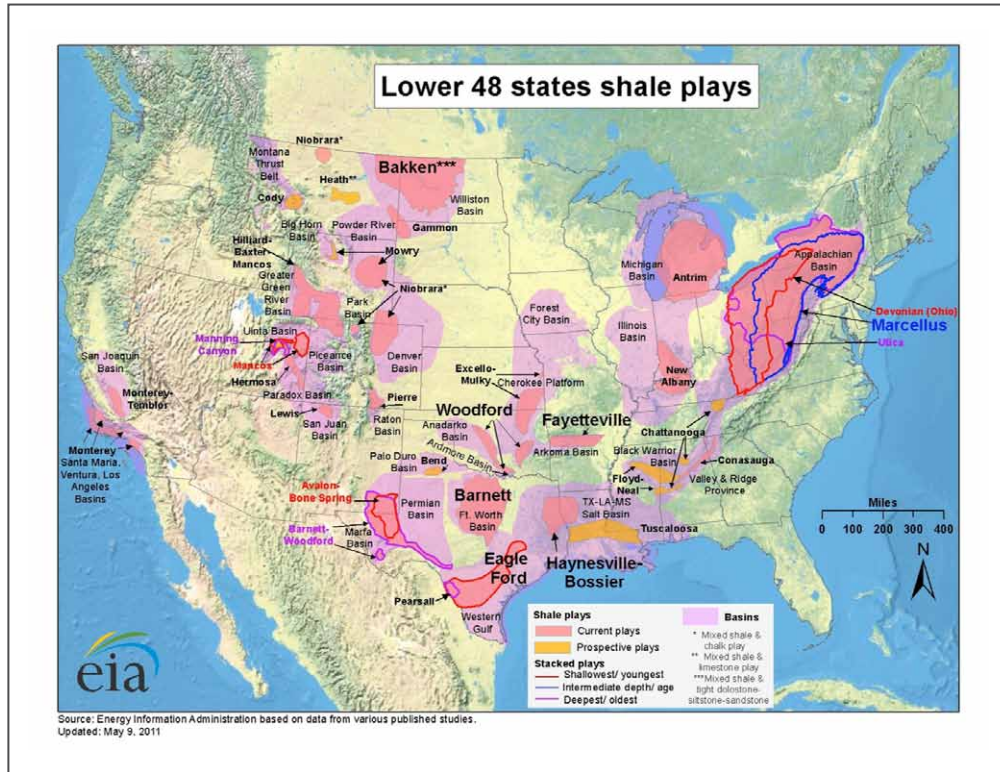 Lower 48 states shale plays
Niobrara*
Montana
Thrust
Belt
Bakken***
Heath**
Cody
Williston
Basin
Big Horn
Basin
Powder River
Basin
Gammon
Hilliard-
Baxter-
Mancos
Mowry
Greater
Green
River
Basin
Niobrara*
Park
Basin
Michigan
Basin
Antrim
Appalachian
Basin
Devonian (Ohio)
Marcellus
Utica
Forest
City Basin
Illinois
Basin
Uinta Basin
Manning
Canyon
Mancos
Piceance
Basin
Denver
Basin
San Joaquin
Basin
Hermosa
Paradox Basin
Monterey-
Temblor
Excello-
Mulky
Cherokee Platform
New
Albany
Pierre
Lewis
San Juan
Basin
Raton
Basin
Woodford
Anadarko
Basin
Fayetteville
Chattanooga
Monterey
Santa Maria,
Ventura, Los
Angeles
Basins
Palo Duro
Basin
Bend
Ardmore Basin
Arkoma Basin
Black Warrior
Basin
Conasauga
Floyd-
Neal
Valley & Ridge
Province
Avalon-
Bone Spring
Permian
Basin
Barnett
Ft. Worth
Basin
TX-LA-MS
Salt Basin
Tuscaloosa
Barnett-
Woodford
Marfa
Basin
Eagle
Ford
Haynesville-
Bossier
Pearsall
Western
Gulf
Miles
0 100 200 300 400
N
Shale plays
Current plays
Prospective plays
Stacked plays
Shallowest/ youngest
Intermediate depth/ age
Deepest/ oldest
Basins
* Mixed shale &
chalk play
** Mixed shale &
limestone play
***Mixed shale &
tight dolostone-
siltstone-sandstone
eia
Source: Energy Information Administration based on data from various published studies.
Updated: May 9, 2011